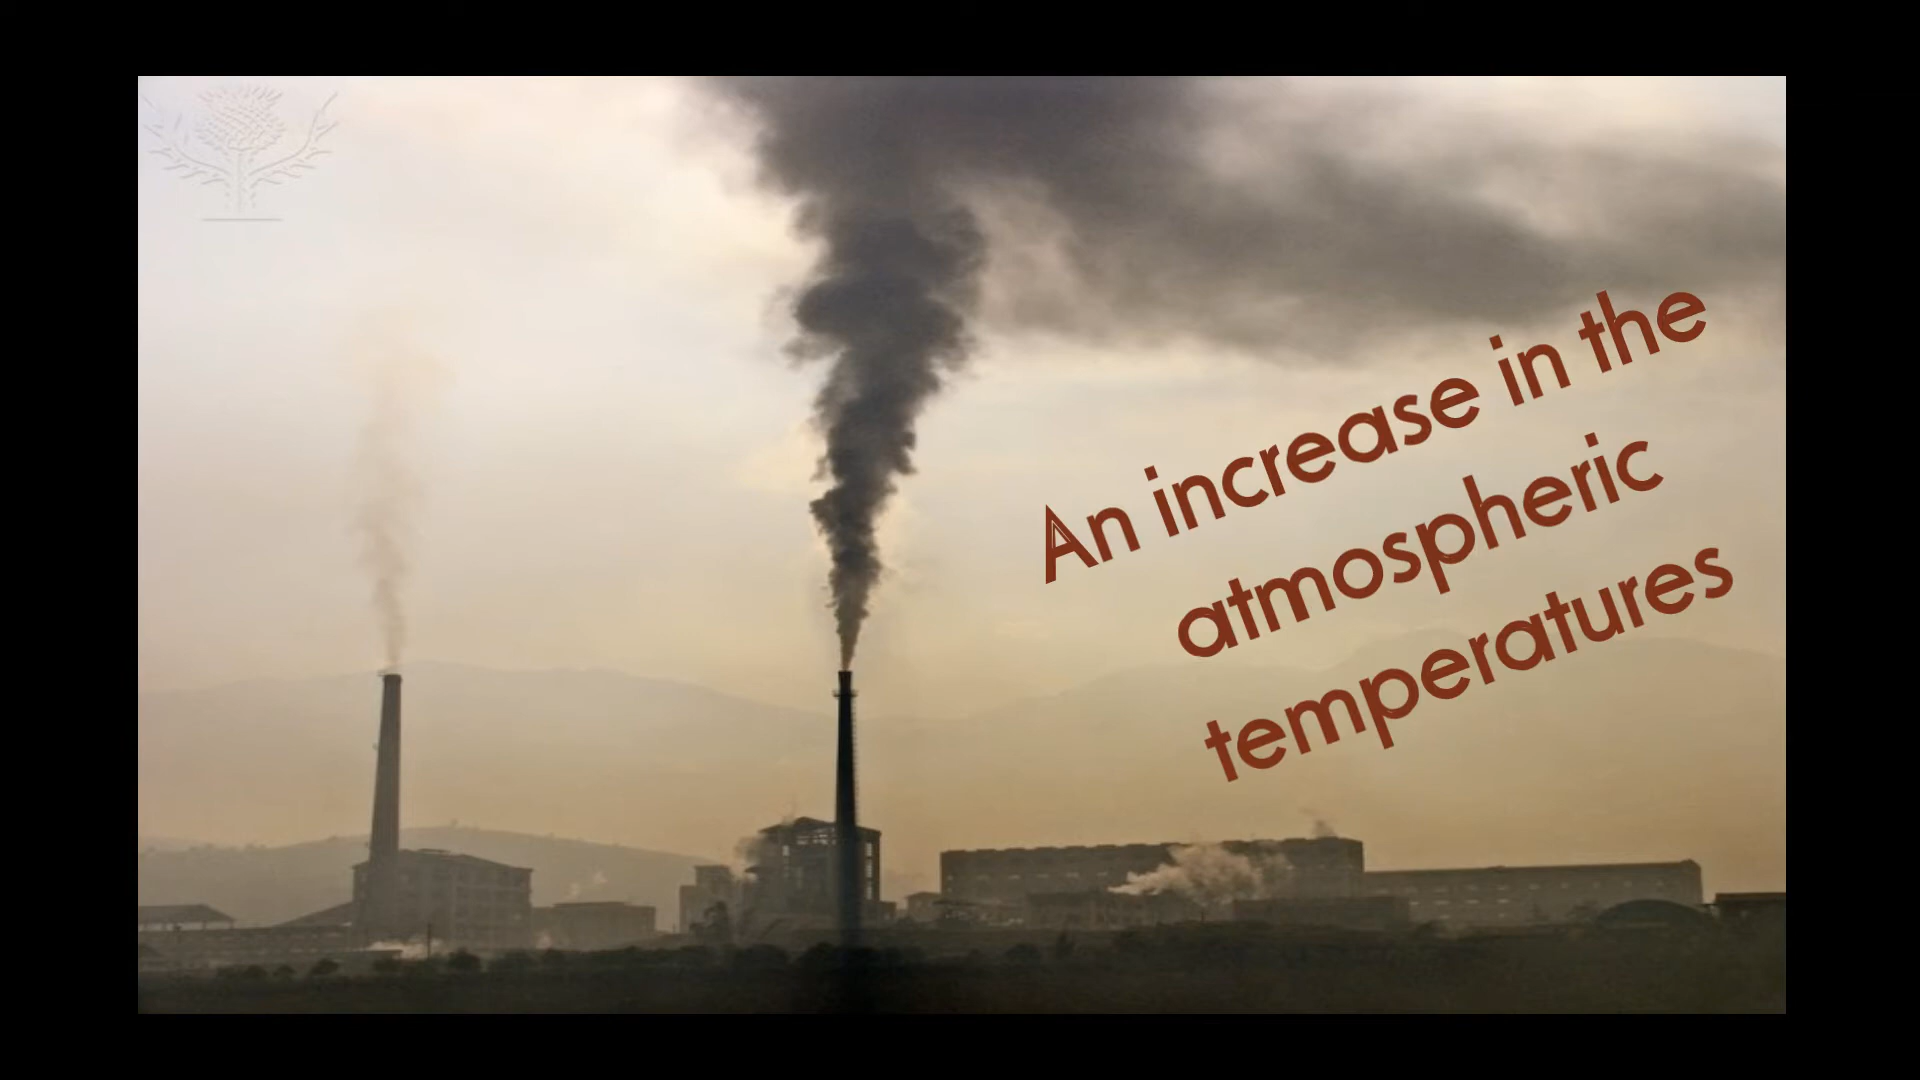 An increase in the
atmospheric
temperatures